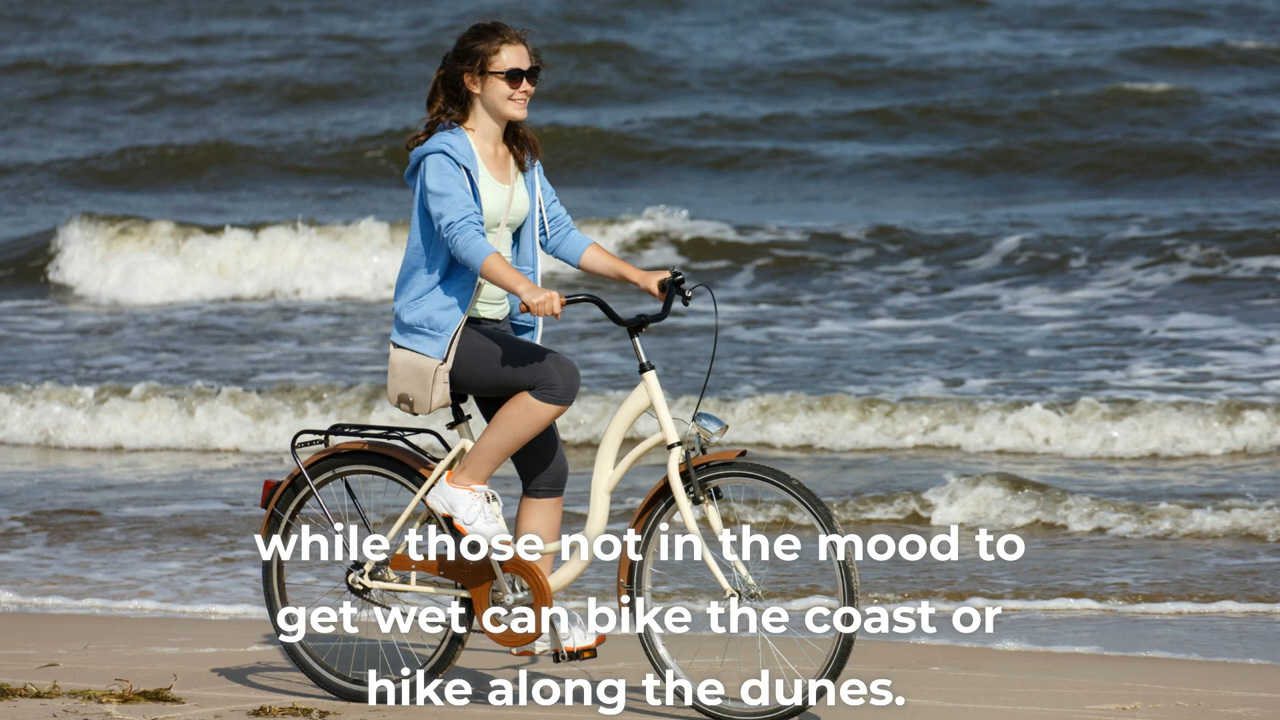 while those not in the mood to
get wet can bike the coast or
hike along the dunes.